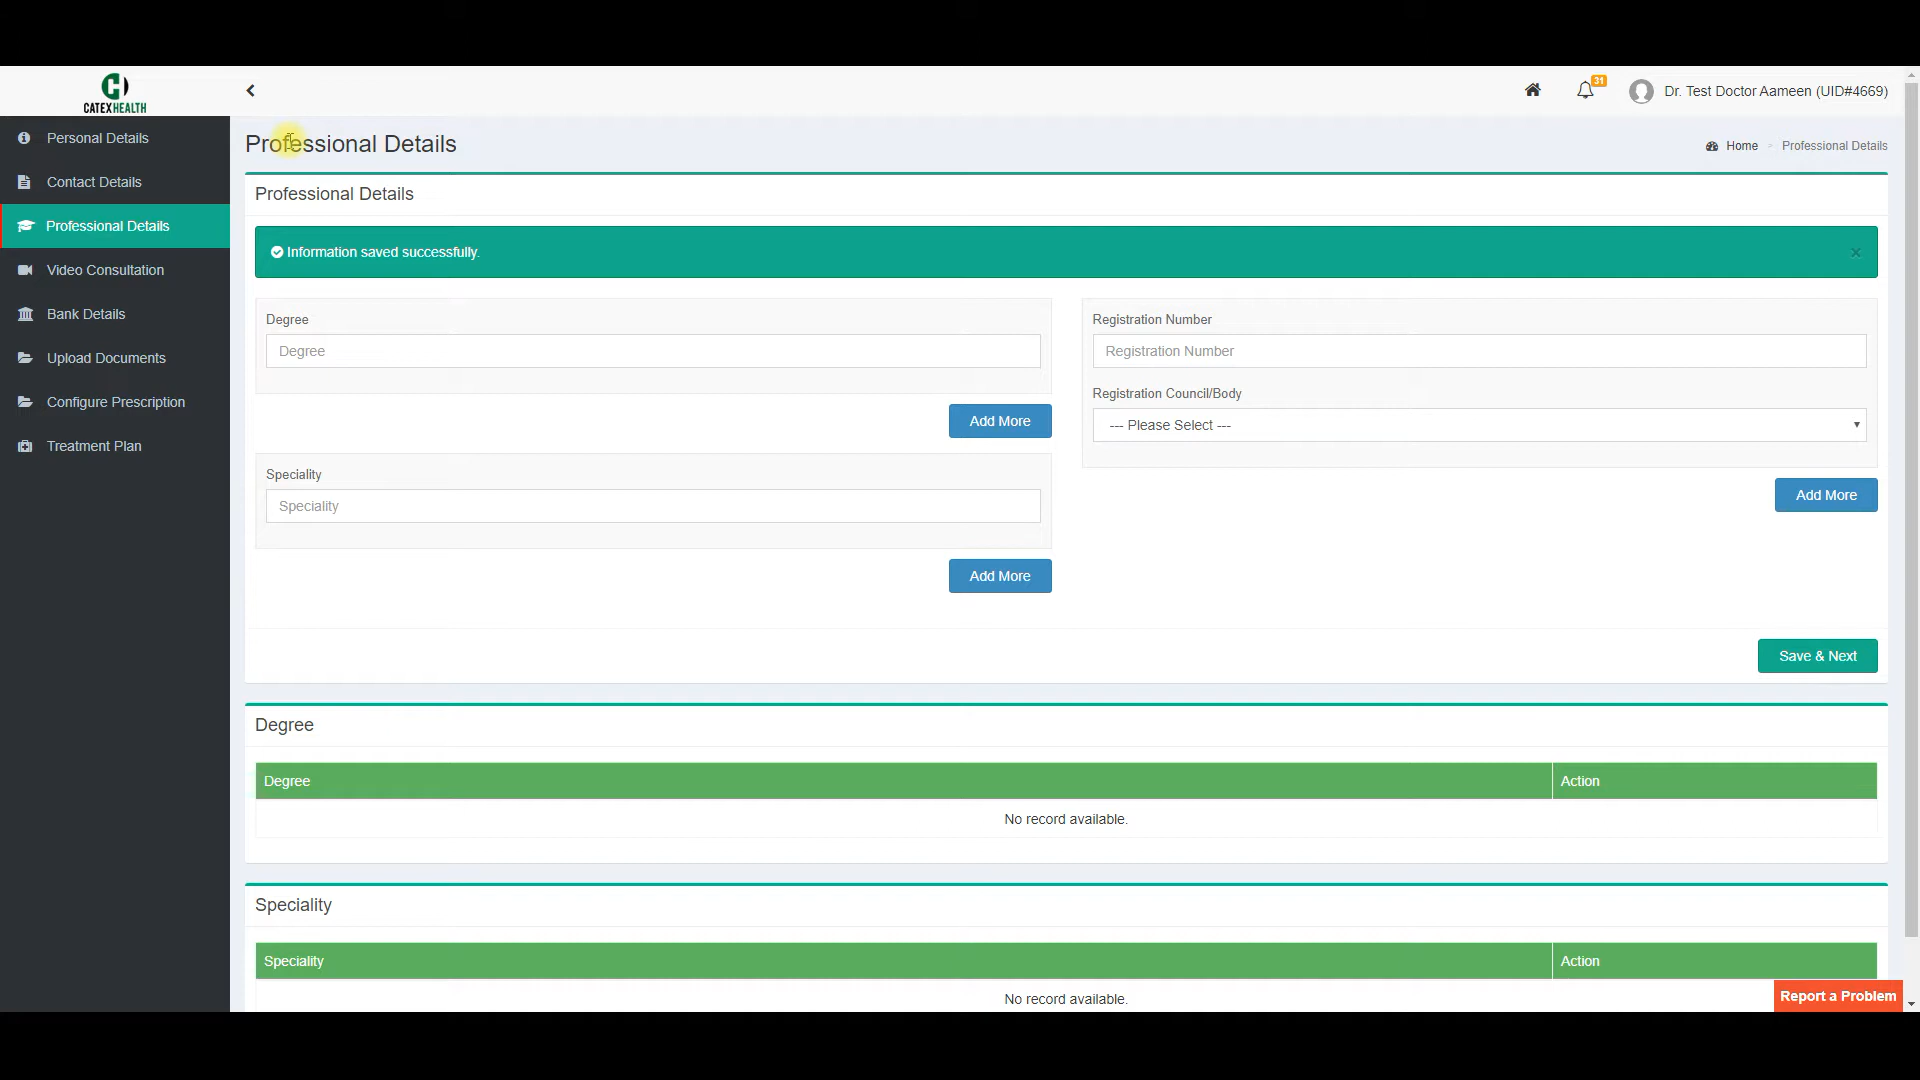 CATEXHEALTH
31
Dr. Test Doctor Aameen (UID#4669)
Personal Details
Contact Details
Professional Details
Video Consultation
Bank Details
Upload Documents
Configure Prescription
Treatment Plan
Professional Details
Home > Professional Details
Professional Details
Information saved successfully.
×
Degree
Degree
Add More
Speciality
Speciality
Add More
Registration Number
Registration Number
Registration Council/Body
--- Please Select ---
Add More
Save & Next
Degree
Degree Action
No record available.
Speciality
Speciality Action
No record available.
Report a Problem